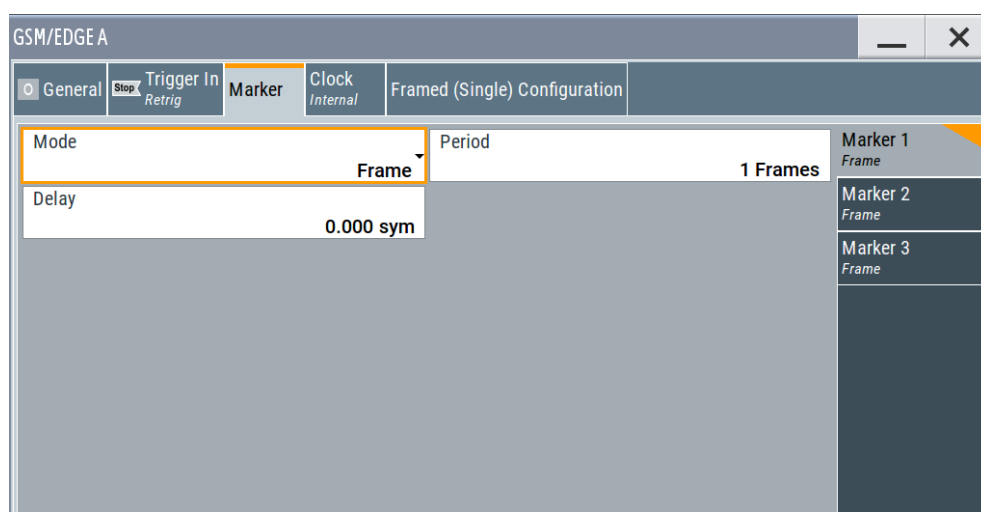 GSM/EDGE A
General
Stop
Trigger In
Retrig
Marker
Clock
Internal
Framed (Single) Configuration
Mode
Frame
Period
1 Frames
Delay
0.000 sym
Marker 1
Frame
Marker 2
Frame
Marker 3
Frame